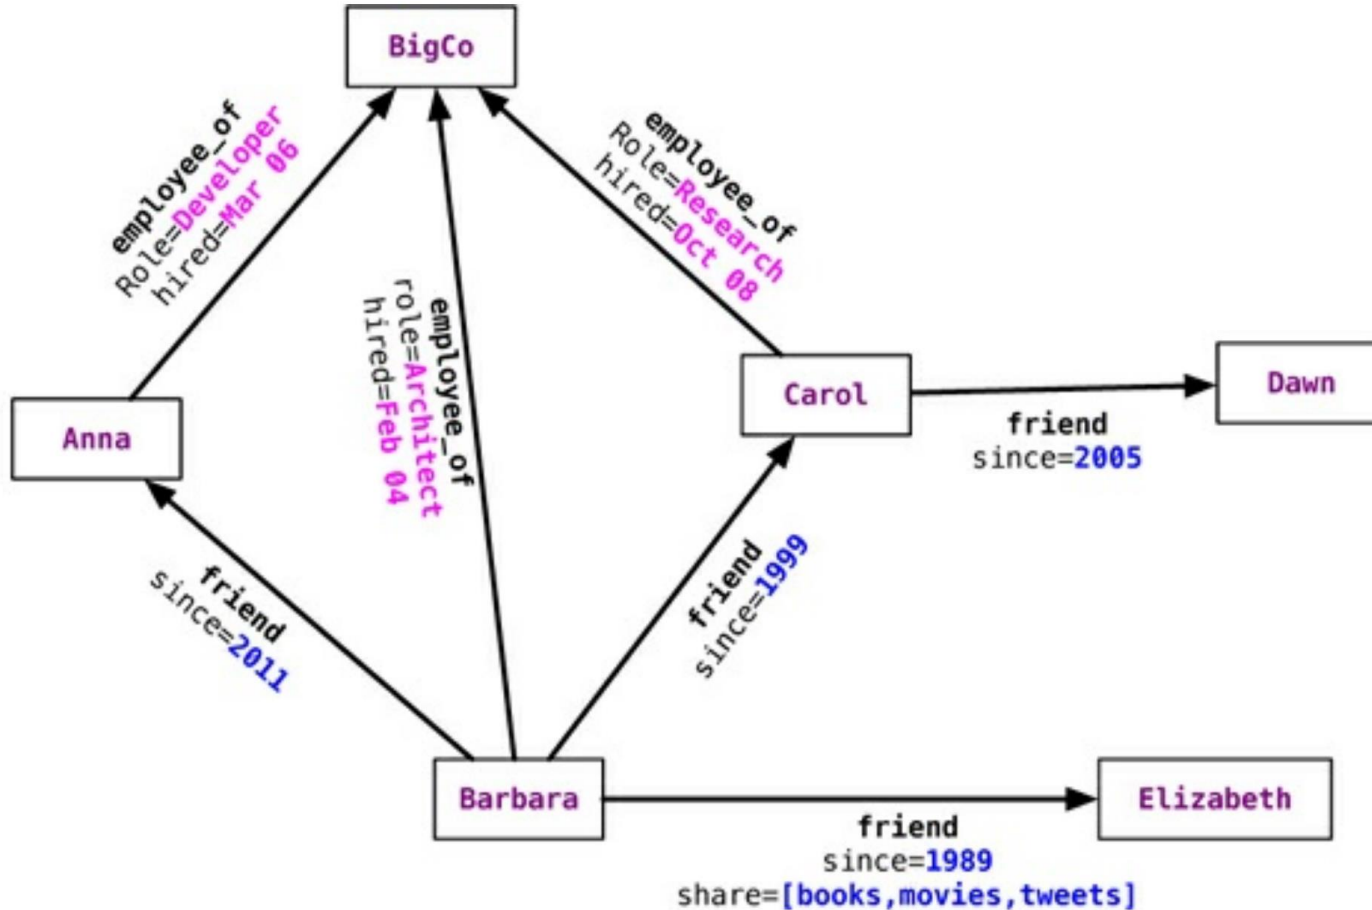 BigCo
employee_of
Role=Developer
hired=Mar 06
employee_of
Role=Research
hired=Oct 08
employee_of
role=Architect
hired=Feb 04
Anna
Carol
Dawn
friend
since=2005
friend
since=2011
friend
since=1999
Barbara
Elizabeth
friend
since=1989
share=[books,movies,tweets]